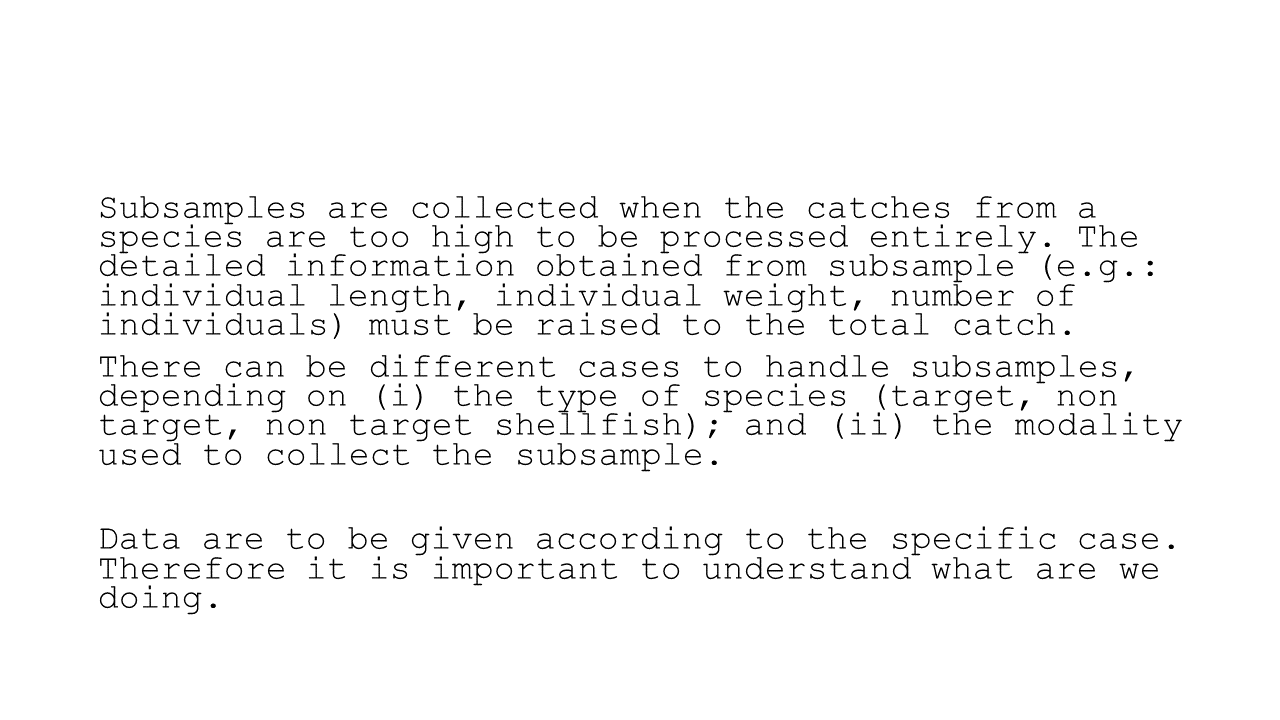 Subsamples are collected when the catches from a
species are too high to be processed entirely. The
detailed information obtained from subsample (e.g.:
individual length, individual weight, number of
individuals) must be raised to the total catch.
There can be different cases to handle subsamples,
depending on (i) the type of species (target, non
target, non target shellfish); and (ii) the modality
used to collect the subsample.
Data are to be given according to the specific case.
Therefore it is important to understand what are we
doing.